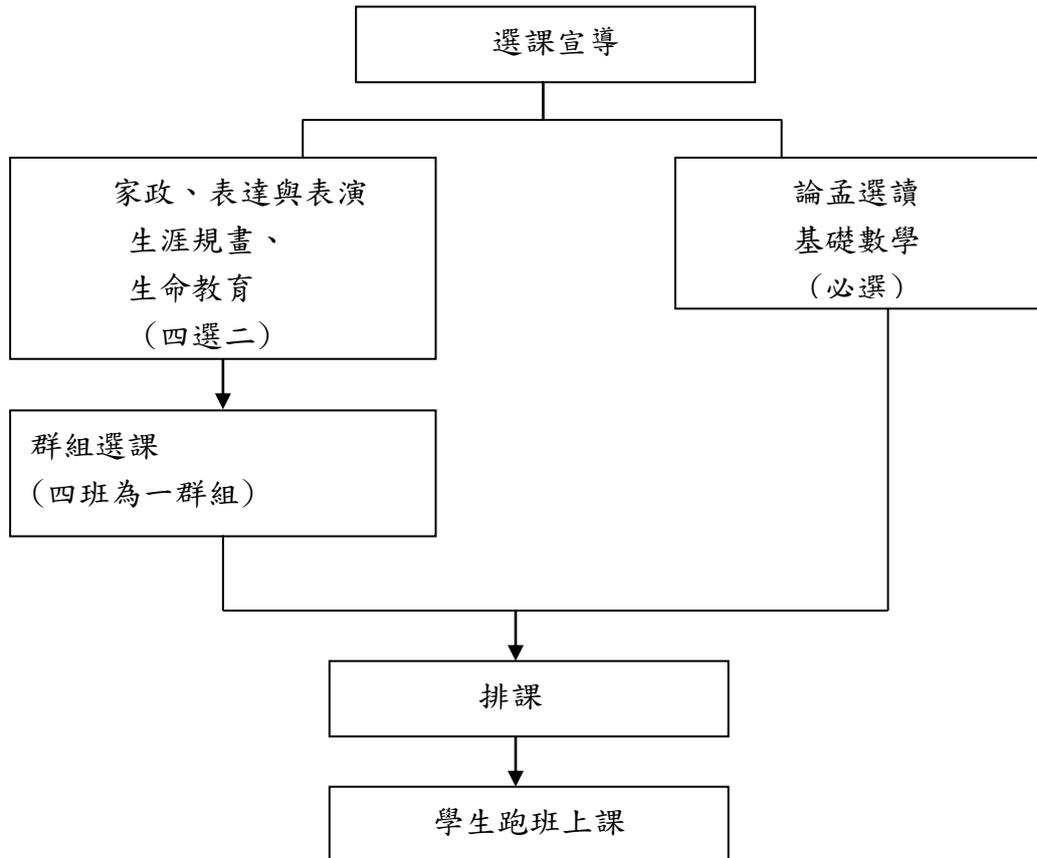 選課宣導
家政、表達與表演
生涯規畫、
生命教育
（四選二）
論孟選讀
基礎數學
（必選）
群組選課
（四班為一群組）
排課
學生跑班上課